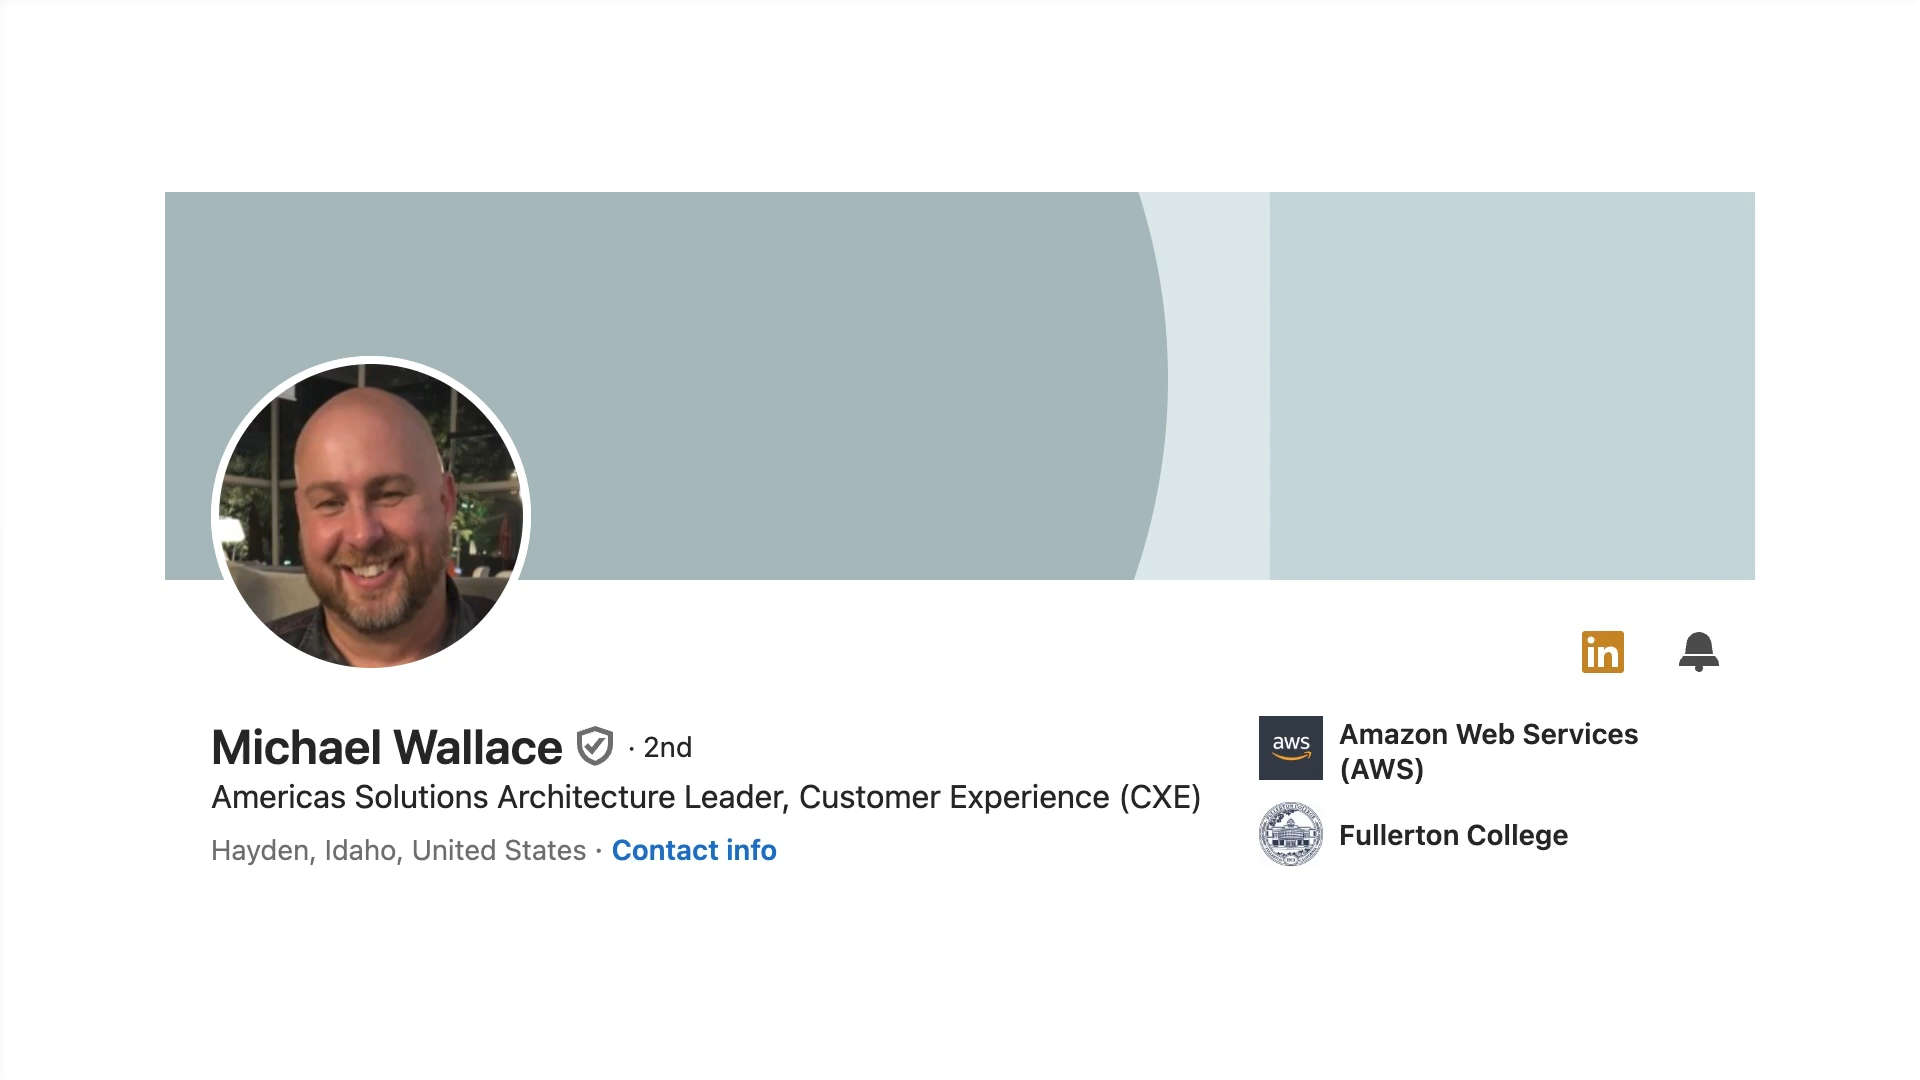 Michael Wallace · 2nd
Americas Solutions Architecture Leader, Customer Experience (CXE)
Hayden, Idaho, United States · Contact info
in
aws
Amazon Web Services
(AWS)
Fullerton College